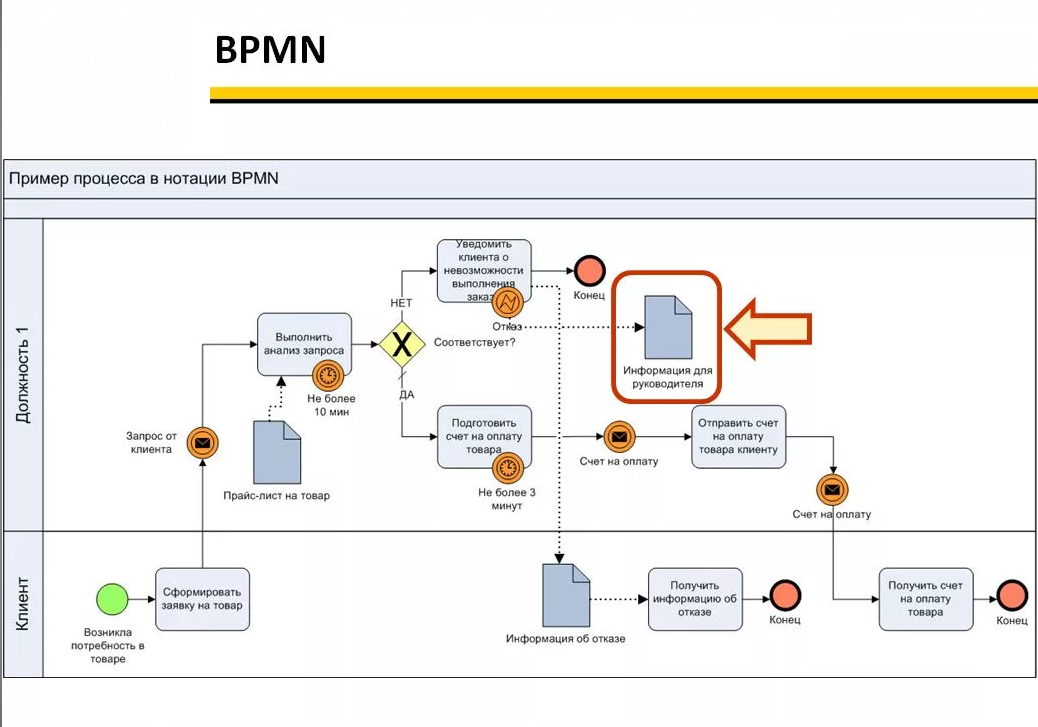 BPMN
Пример процесса в нотации BPMN
Должность 1
Уведомить
клиента о
невозможности
выполнения
заказ
Отказ
Конец
НЕТ
Соответствует?
ДА
Выполнить
анализ запроса
Не более
10 мин
Информация для
руководителя
Запрос от
клиента
Прайс-лист на товар
Подготовить
счет на оплату
товара
Не более 3
минут
Счет на оплату
Отправить счет
на оплату
товара клиенту
Счет на оплату
Клиент
Возникла
потребность в
товаре
Сформировать
заявку на товар
Информация об отказе
Получить
информацию об
отказе
Конец
Получить счет
на оплату
товара
Конец